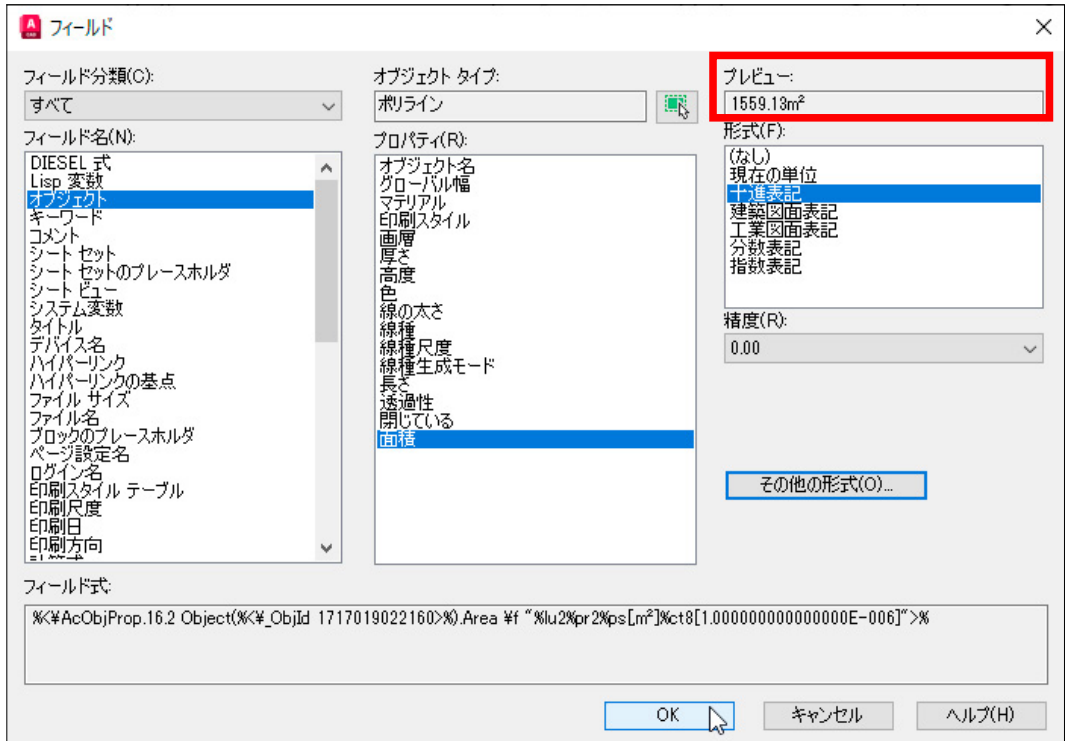 フィールド
フィールド分類(C):
すべて
フィールド名(N):
DIESEL 式
Lisp 変数
オブジェクト
キーワード
コメント
シート セット
シート セットのプレースホルダ
シート ビュー
システム変数
タイトル
デバイス名
ハイパーリンク
ハイパーリンクの基点
ファイル サイズ
ファイル名
ブロックのプレースホルダ
ページ設定名
ログイン名
印刷スタイル テーブル
印刷尺度
印刷日
印刷方向
オブジェクト タイプ:
ポリライン
プロパティ(R):
オブジェクト名
グローバル幅
マテリアル
印刷スタイル
画層
厚さ
高度
色
線の太さ
線種
線種尺度
線種生成モード
長さ
透過性
閉じている
面積
プレビュー:
1559.13m²
形式(F):
(なし)
現在の単位
十進表記
建築図面表記
工業図面表記
分数表記
指数表記
精度(R):
0.00
その他の形式(O)...
フィールド式:
%<¥AcObjProp.16.2 Object(%<¥_ObjId 1717019022160>%).Area ¥f "%lu2%pr2%ps[,m²]%ct8[1.000000000000000E-006]">%
OK
キャンセル
ヘルプ(H)